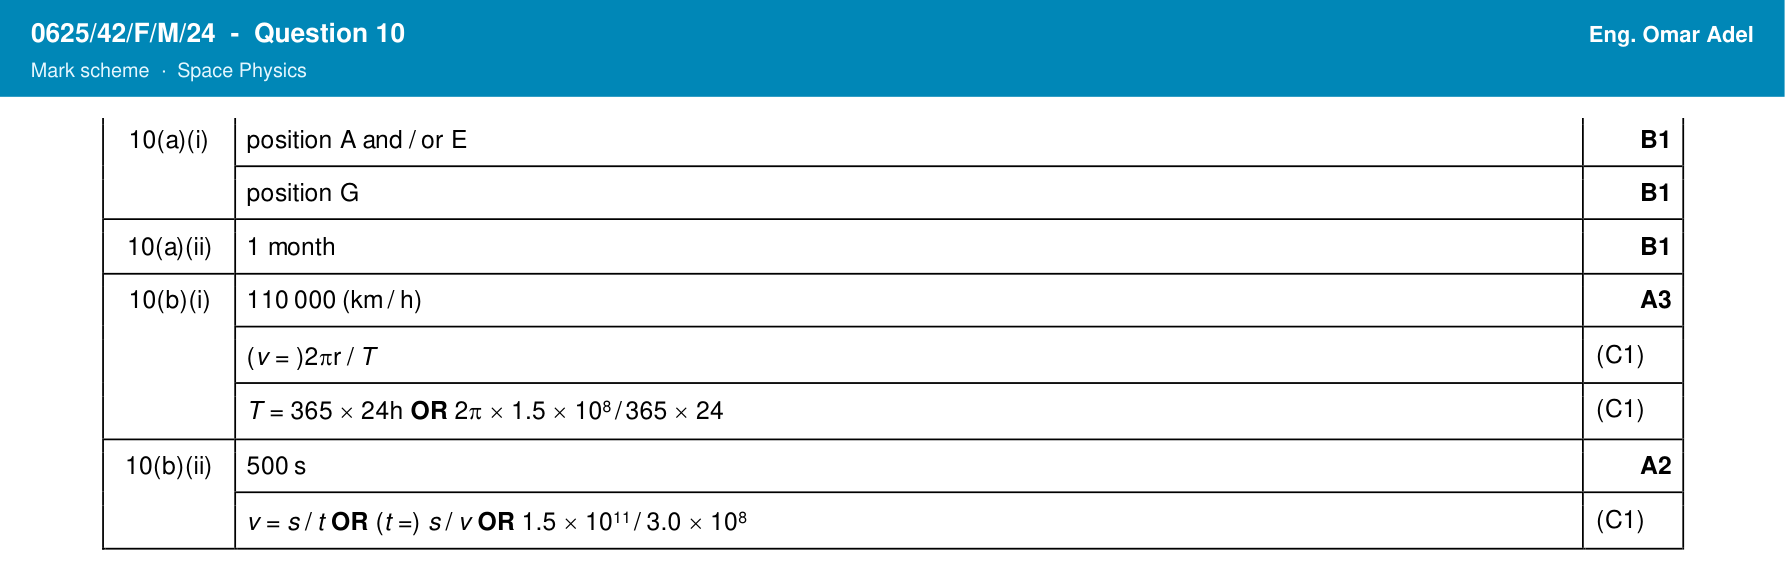 0625/42/F/M/24 - Question 10
Eng. Omar Adel
Mark scheme · Space Physics
10(a)(i) position A and / or E B1
position G B1
10(a)(ii) 1 month B1
10(b)(i) 110 000 (km / h) A3
(v = )2πr / T (C1)
T = 365 × 24h OR 2π × 1.5 × 10⁸ / 365 × 24 (C1)
10(b)(ii) 500 s A2
v = s / t OR (t =) s / v OR 1.5 × 10¹¹ / 3.0 × 10⁸ (C1)